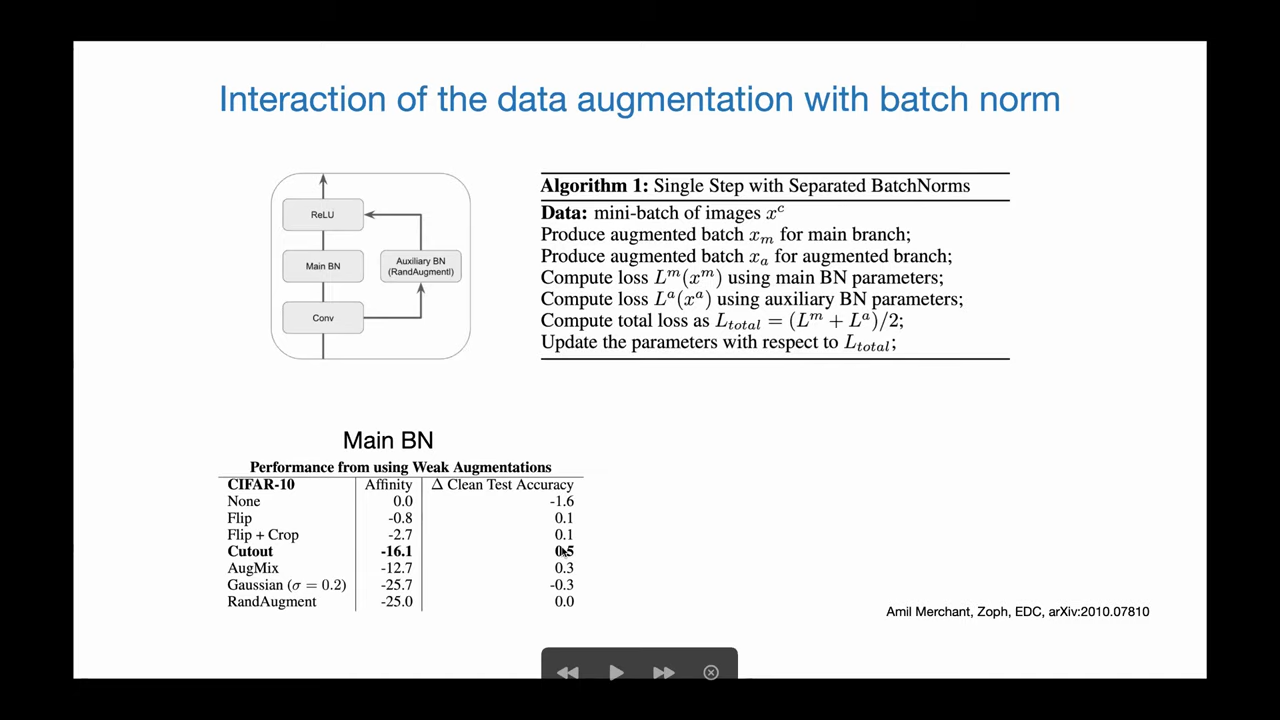 Interaction of the data augmentation with batch norm
ReLU
Main BN
Auxiliary BN
(RandAugmentl)
Conv
Algorithm 1: Single Step with Separated BatchNorms
Data: mini-batch of images x^c
Produce augmented batch x_m for main branch;
Produce augmented batch x_a for augmented branch;
Compute loss L^m(x^m) using main BN parameters;
Compute loss L^a(x^a) using auxiliary BN parameters;
Compute total loss as L_total = (L^m + L^a)/2;
Update the parameters with respect to L_total;
Main BN
Performance from using Weak Augmentations
CIFAR-10 Affinity Δ Clean Test Accuracy
None 0.0 -1.6
Flip -0.8 0.1
Flip + Crop -2.7 0.1
Cutout -16.1 0.5
AugMix -12.7 0.3
Gaussian (σ = 0.2) -25.7 -0.3
RandAugment -25.0 0.0
Amil Merchant, Zoph, EDC, arXiv:2010.07810